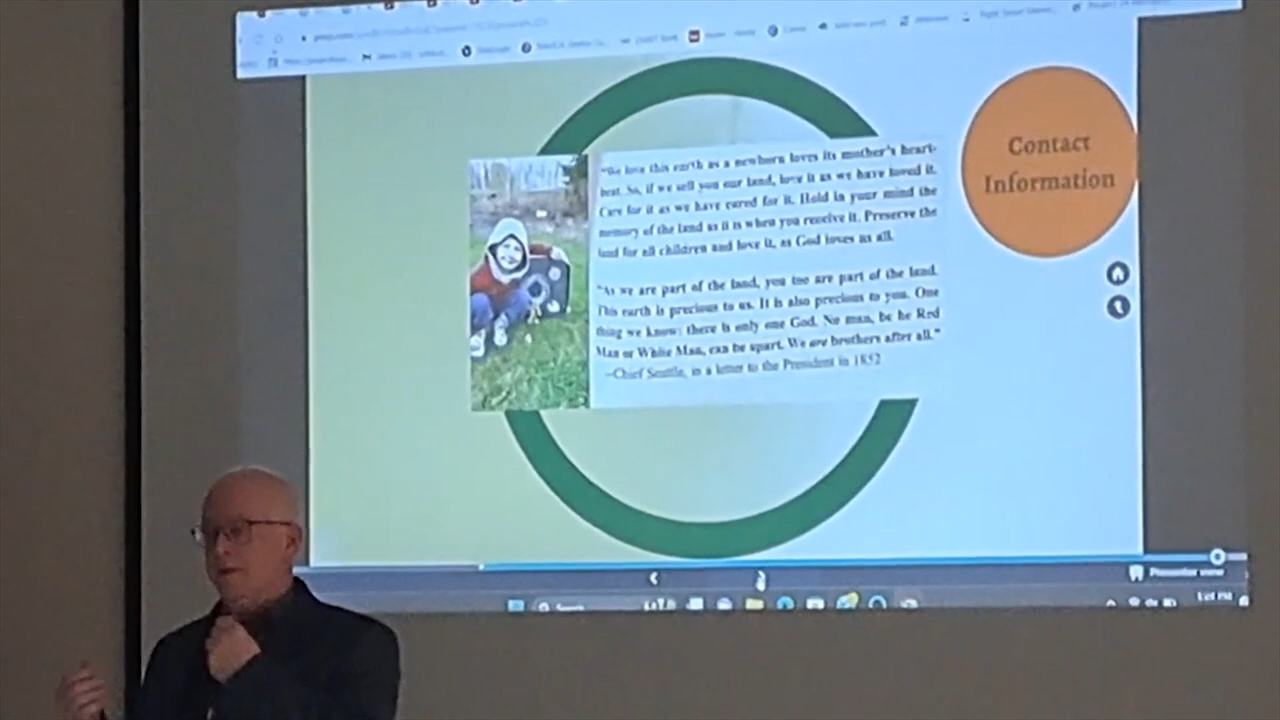 "We love this earth as a newborn loves its mother's heart-
beat. So, if we sell you our land, love it as we have loved it.
Care for it as we have cared for it. Hold in your mind the
memory of the land as it is when you receive it. Preserve the
land for all children and love it, as God loves us all.
"As we are part of the land, you too are part of the land.
This earth is precious to us. It is also precious to you. One
thing we know: there is only one God. No man, be he Red
Man or White Man, can be apart. We are brothers after all."
--Chief Seattle, in a letter to the President in 1852
Contact
Information
Presenter view
Search